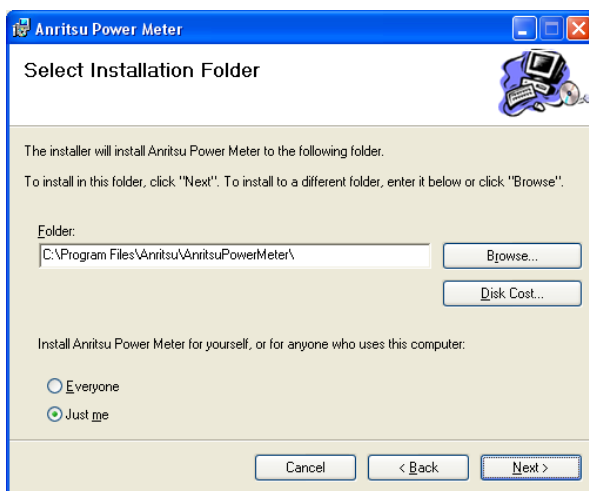 Anritsu Power Meter
Select Installation Folder
The installer will install Anritsu Power Meter to the following folder.
To install in this folder, click "Next". To install to a different folder, enter it below or click "Browse".
Folder:
C:\Program Files\Anritsu\AnritsuPowerMeter\
Browse...
Disk Cost...
Install Anritsu Power Meter for yourself, or for anyone who uses this computer:
Everyone
Just me
Cancel
< Back
Next >